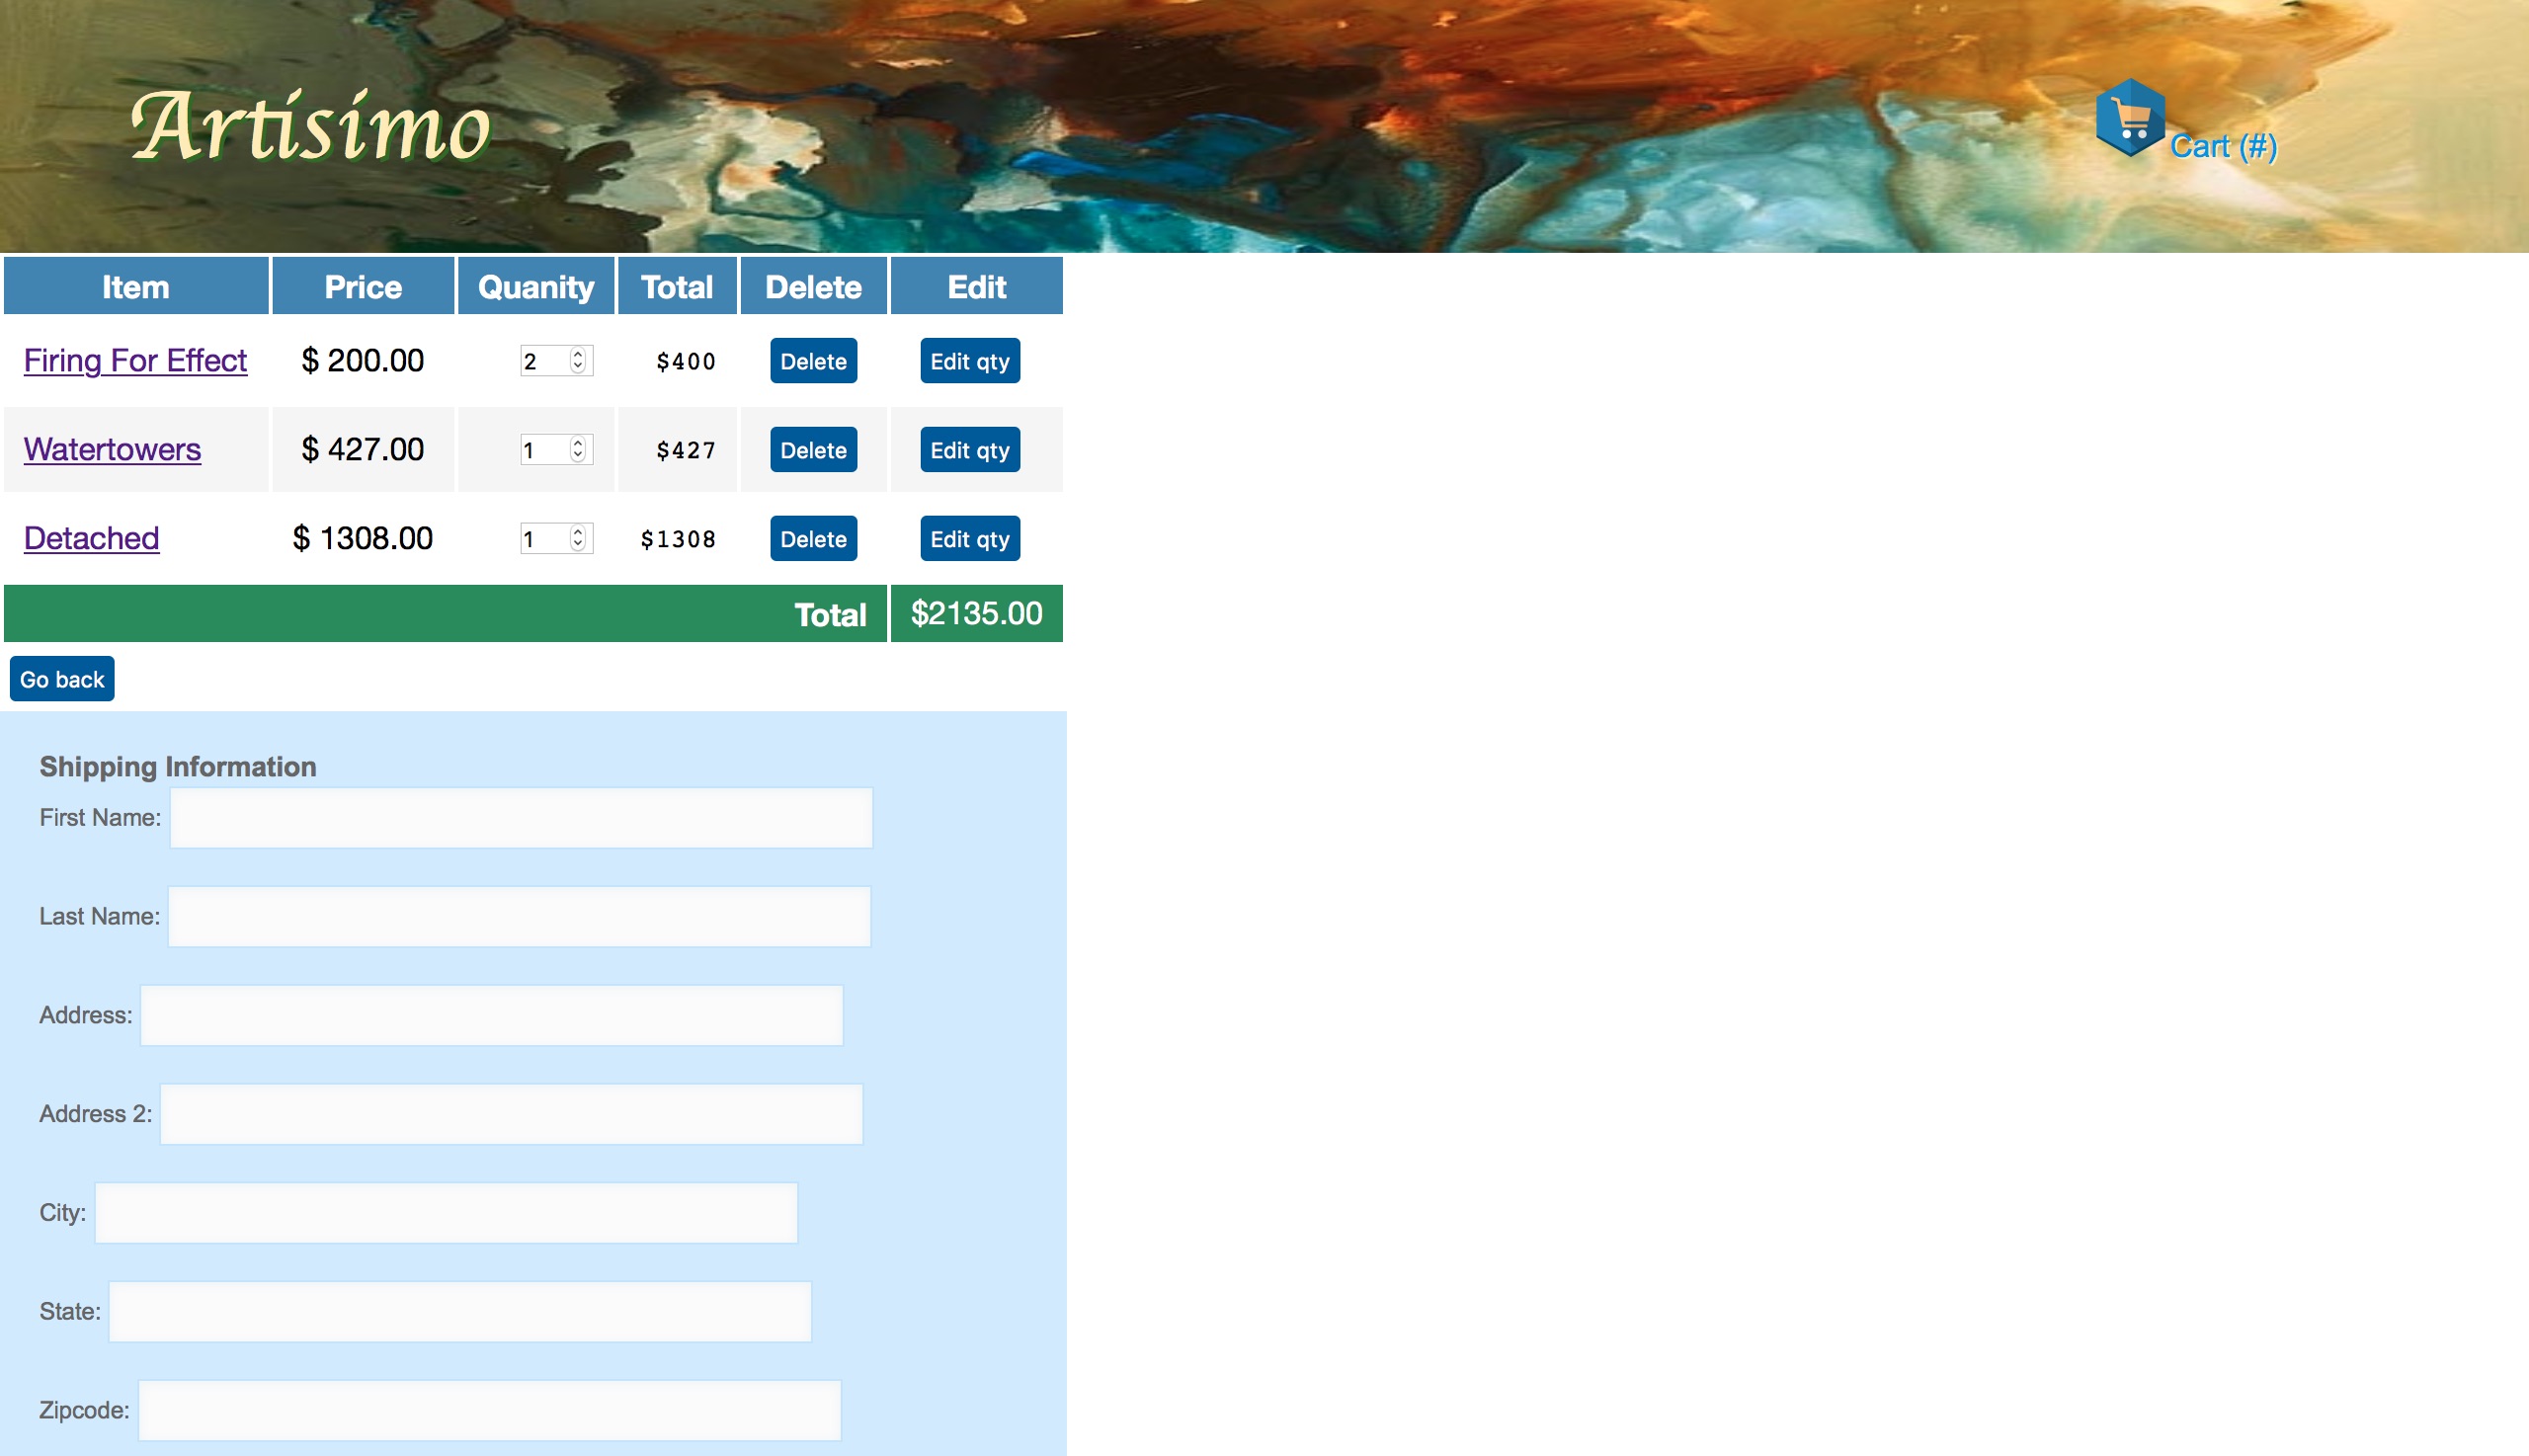 Artisimo
Cart (#)
Item Price Quanity Total Delete Edit
Firing For Effect $ 200.00 2 $400 Delete Edit qty
Watertowers $ 427.00 1 $427 Delete Edit qty
Detached $ 1308.00 1 $1308 Delete Edit qty
Total $2135.00
Go back
Shipping Information
First Name:
Last Name:
Address:
Address 2:
City:
State:
Zipcode: